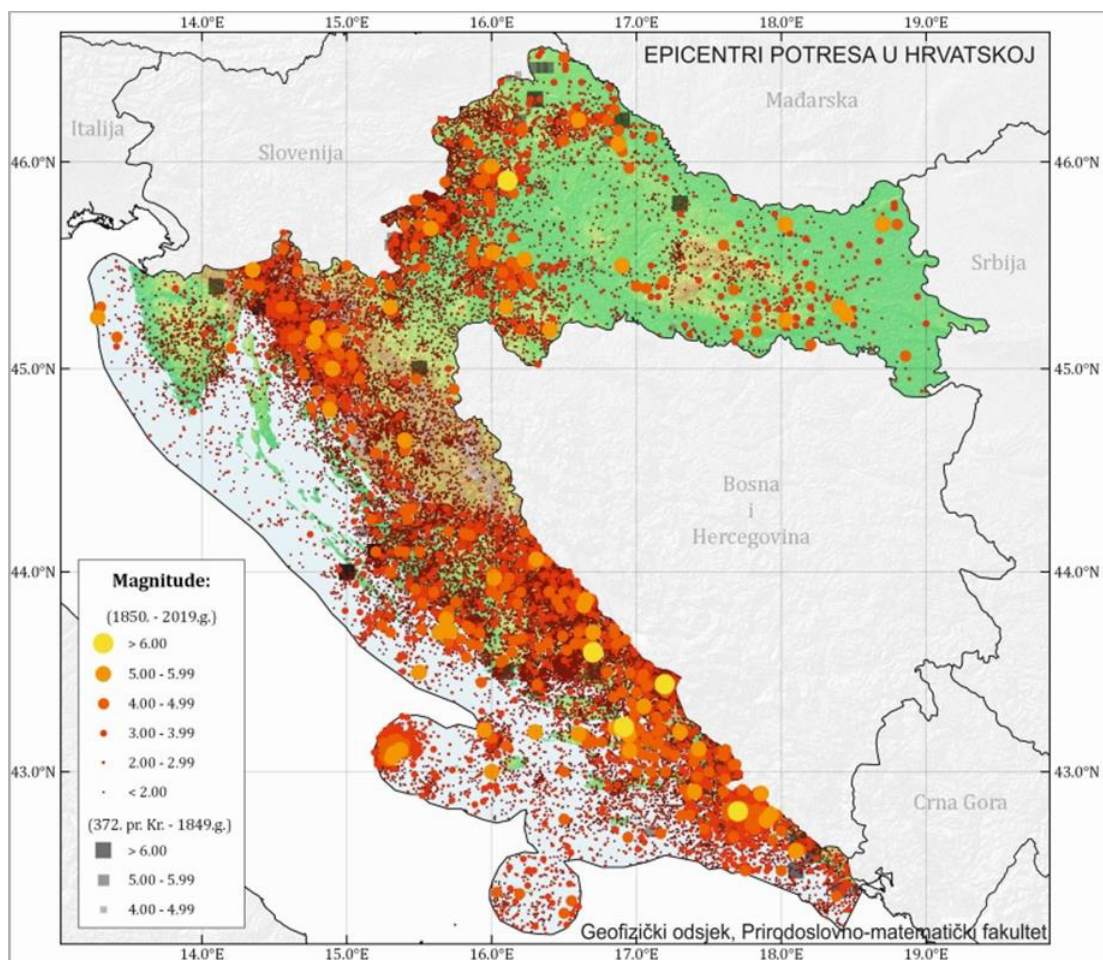 14.0°E 15.0°E 16.0°E 17.0°E 18.0°E 19.0°E
EPICENTRI POTRESA U HRVATSKOJ
Mađarska
Italija
Slovenija
46.0°N 46.0°N
Srbija
45.0°N 45.0°N
Bosna
i
Hercegovina
44.0°N 44.0°N
Magnitude:
(1850. - 2019.g.)
> 6.00
5.00 - 5.99
4.00 - 4.99
3.00 - 3.99
2.00 - 2.99
< 2.00
(372. pr. Kr. - 1849.g.)
> 6.00
5.00 - 5.99
4.00 - 4.99
43.0°N 43.0°N
Crna Gora
Geofizički odsjek, Prirodoslovno-matematički fakultet
14.0°E 15.0°E 16.0°E 17.0°E 18.0°E 19.0°E